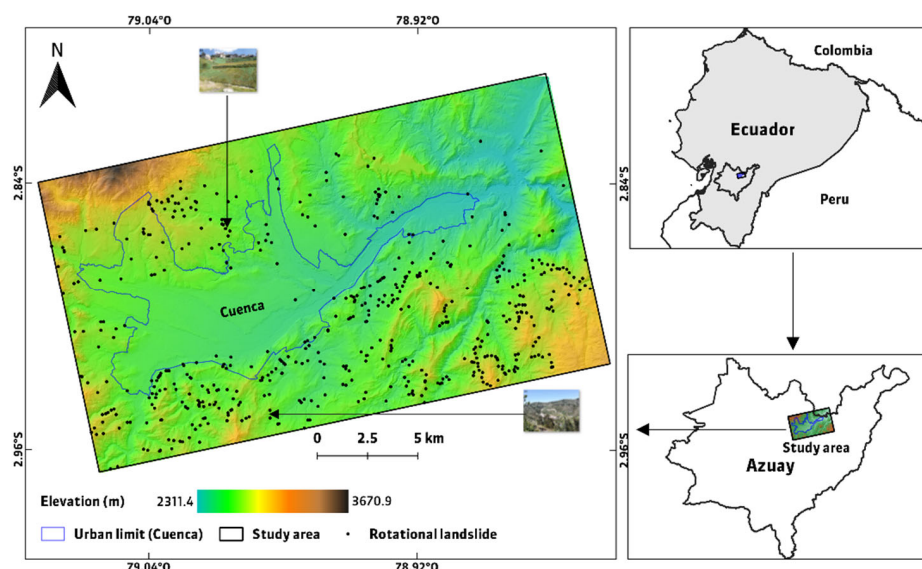 79.04°O
78.92°O
N
2.84°S
2.84°S
Cuenca
0 2.5 5 km
2.96°S
2.96°S
Elevation (m) 2311.4 3670.9
Urban limit (Cuenca) Study area Rotational landslide
79.04°O
78.92°O
Colombia
Ecuador
Peru
Study area
Azuay